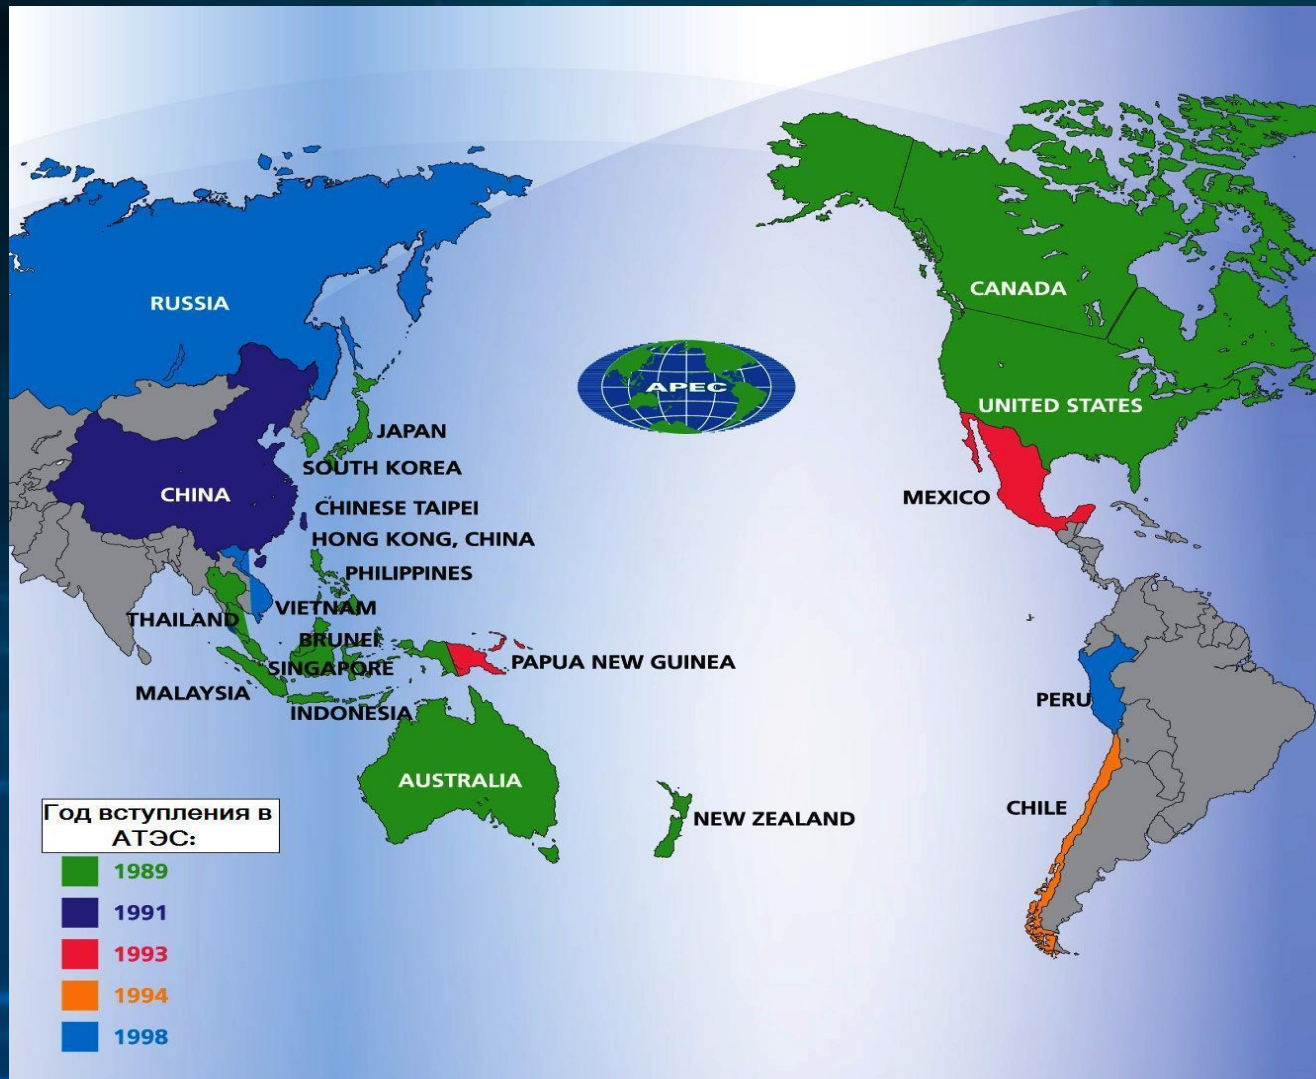 RUSSIA
CANADA
APEC
UNITED STATES
JAPAN
SOUTH KOREA
CHINA
MEXICO
CHINESE TAIPEI
HONG KONG, CHINA
PHILIPPINES
VIETNAM
THAILAND
BRUNEI
SINGAPORE
PAPUA NEW GUINEA
MALAYSIA
PERU
INDONESIA
AUSTRALIA
CHILE
NEW ZEALAND
Год вступления в
АТЭС:
1989
1991
1993
1994
1998